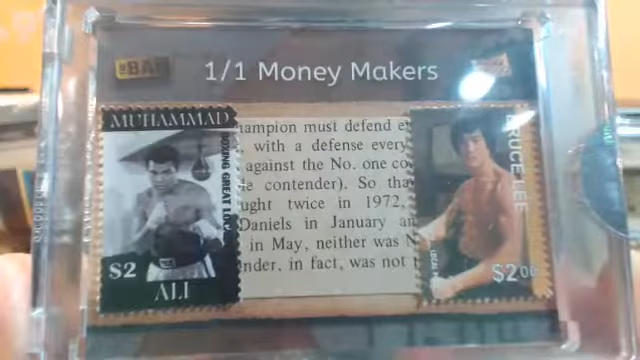 THE BAR
1/1 Money Makers
MUHAMMAD
BOXING GREAT
$2
ALI
hampion must defend
with a defense every
against the No. one co
e contender). So tha
ught twice in 1972,
Daniels in January an
in May, neither was N
nder, in fact, was not
BRUCE LEE
$2.00